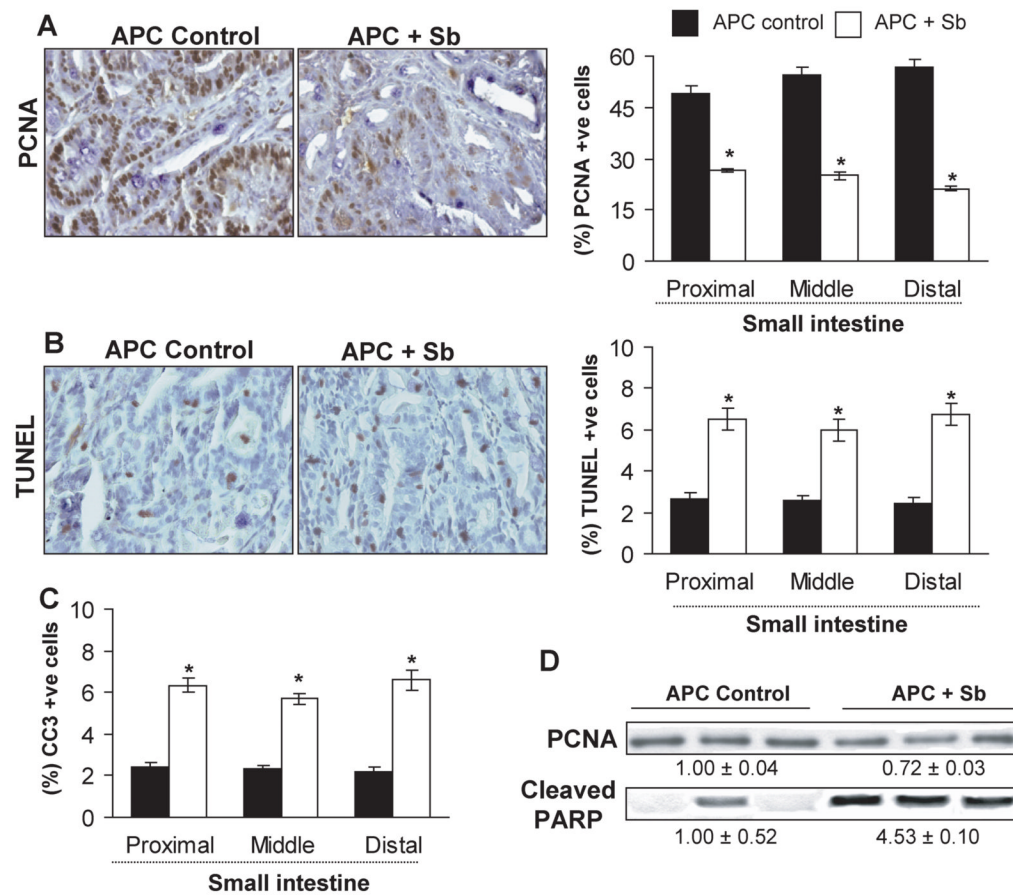 A
APC Control
APC + Sb
PCNA
APC control
APC + Sb
(%) PCNA +ve cells
60
45
30
15
0
*
*
*
Proximal
Middle
Distal
Small intestine
B
APC Control
APC + Sb
TUNEL
(%) TUNEL +ve cells
10
8
6
4
2
0
*
*
*
Proximal
Middle
Distal
Small intestine
C
(%) CC3 +ve cells
10
8
6
4
2
0
*
*
*
Proximal
Middle
Distal
Small intestine
D
APC Control
APC + Sb
PCNA
1.00 ± 0.04
0.72 ± 0.03
Cleaved
PARP
1.00 ± 0.52
4.53 ± 0.10